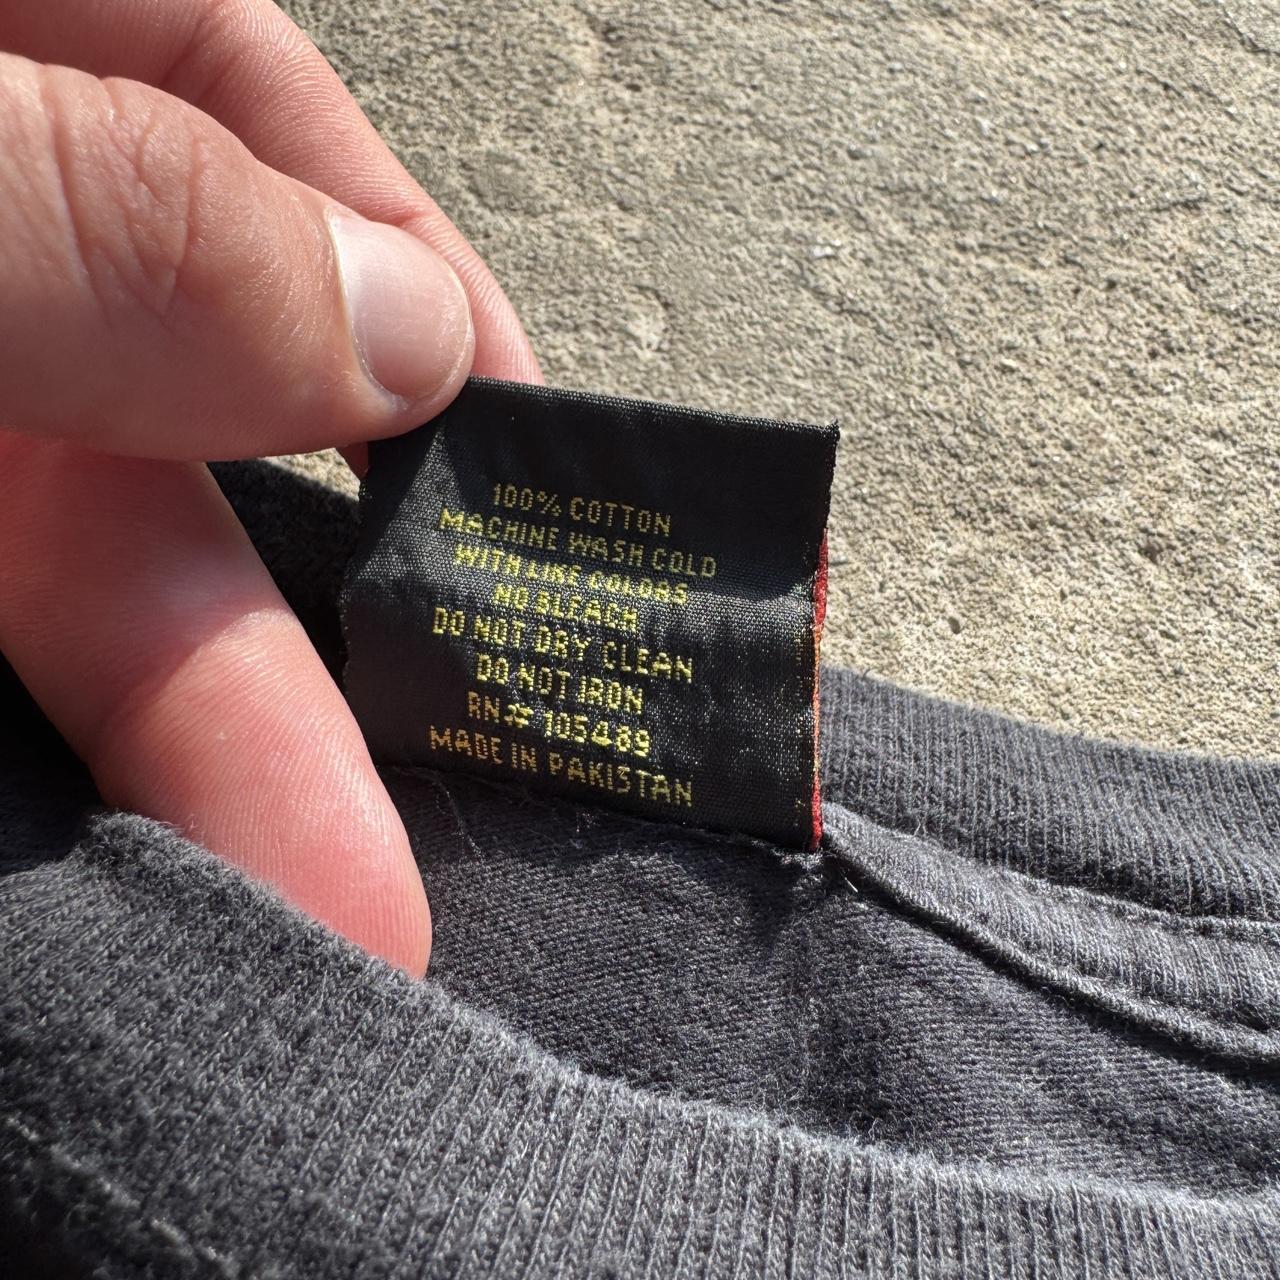 100% COTTON
MACHINE WASH COLD
WITH LIKE COLORS
NO BLEACH
DO NOT DRY CLEAN
DO NOT IRON
RN# 105489
MADE IN PAKISTAN